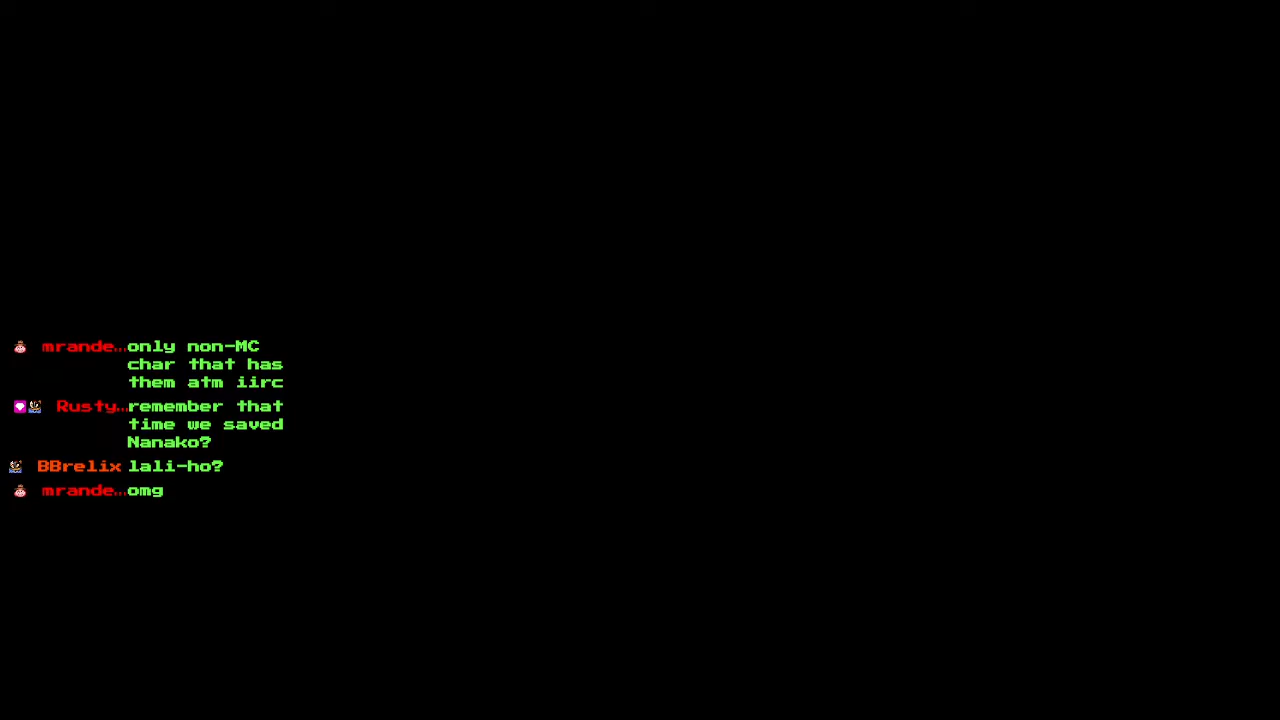 mrande…only non-MC
char that has
them atm iirc
Rusty…remember that
time we saved
Nanako?
BBrelix lali-ho?
mrande…omg